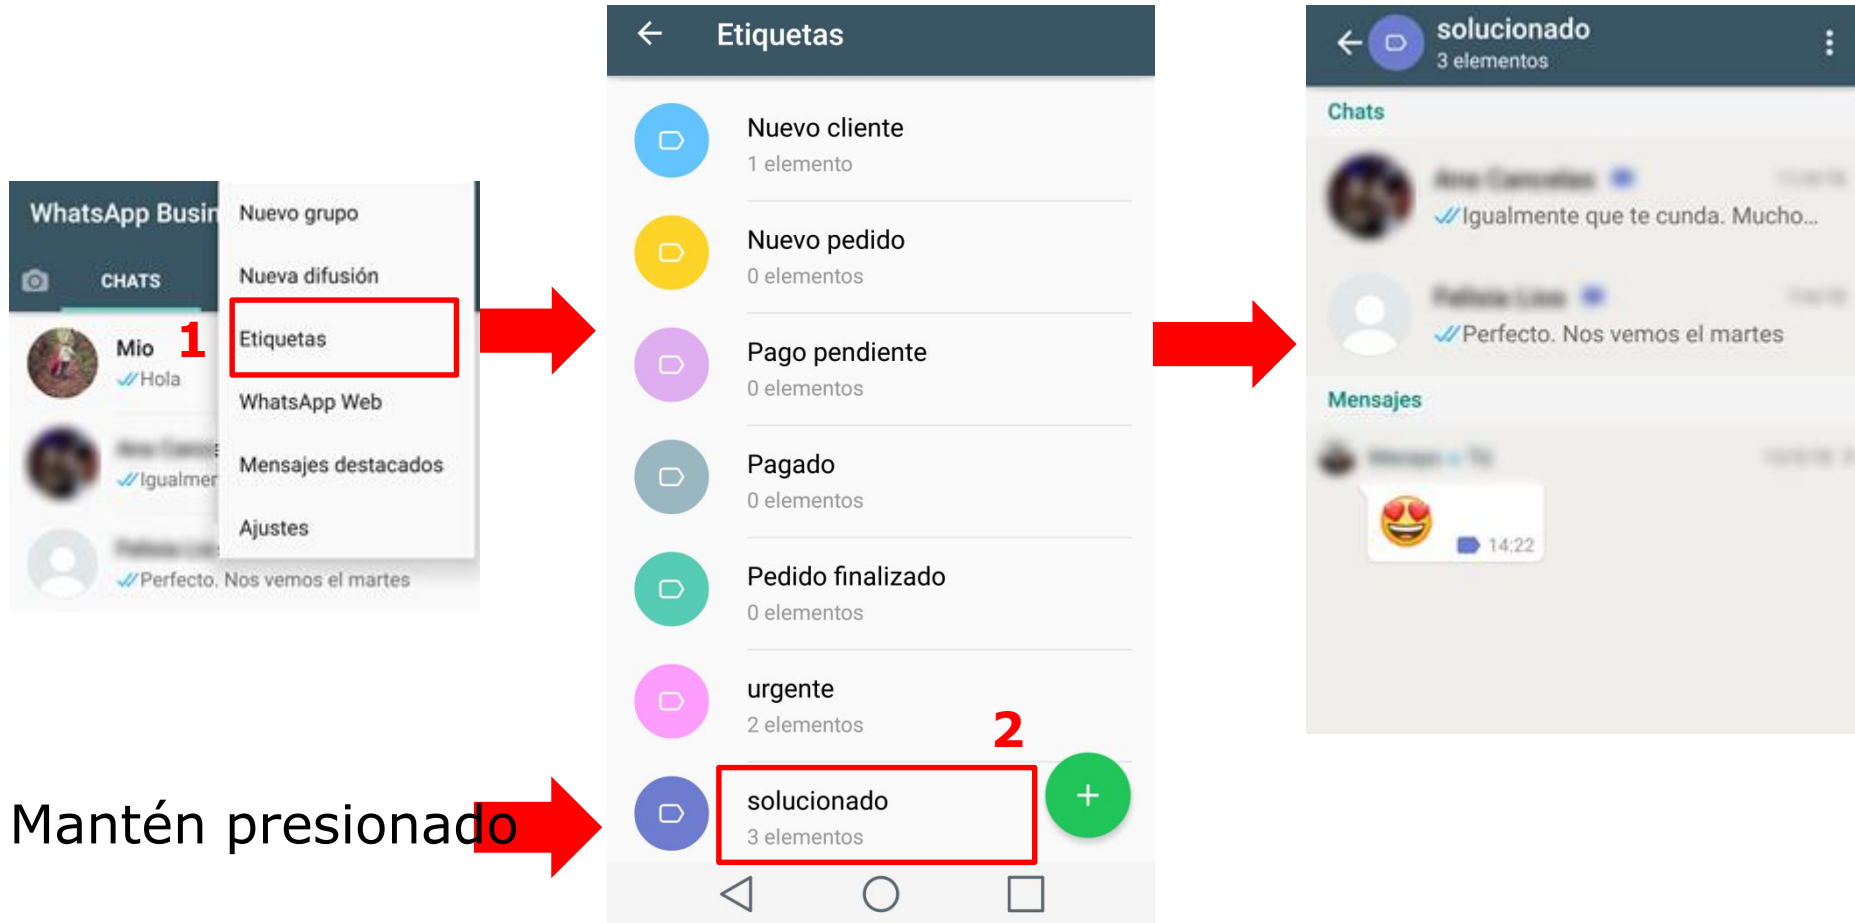 WhatsApp Busin
CHATS
Mio
Hola
Igualmer
Perfecto. Nos vemos el martes
1
Nuevo grupo
Nueva difusión
Etiquetas
WhatsApp Web
Mensajes destacados
Ajustes
Mantén presionado
Etiquetas
Nuevo cliente
1 elemento
Nuevo pedido
0 elementos
Pago pendiente
0 elementos
Pagado
0 elementos
Pedido finalizado
0 elementos
urgente
2 elementos
2
solucionado
3 elementos
solucionado
3 elementos
Chats
Igualmente que te cunda. Mucho...
Perfecto. Nos vemos el martes
Mensajes
14:22